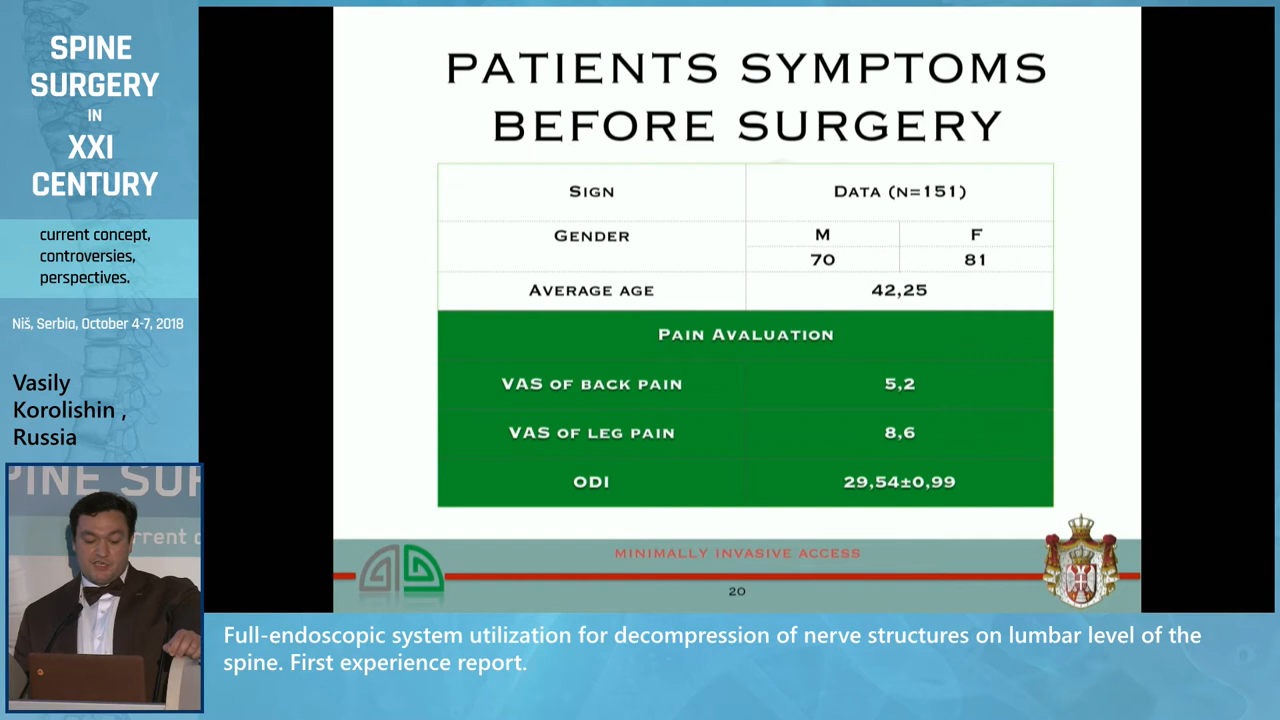 SPINE
SURGERY
IN
XXI
CENTURY
current concept,
controversies,
perspectives.
Niš, Serbia, October 4-7, 2018
Vasily
Korolishin ,
Russia
PINE SUR
rrent c
PATIENTS SYMPTOMS
BEFORE SURGERY
SIGN DATA (N=151)
GENDER M F
70 81
AVERAGE AGE 42,25
PAIN AVALUATION
VAS OF BACK PAIN 5,2
VAS OF LEG PAIN 8,6
ODI 29,54±0,99
MINIMALLY INVASIVE ACCESS
20
Full-endoscopic system utilization for decompression of nerve structures on lumbar level of the
spine. First experience report.